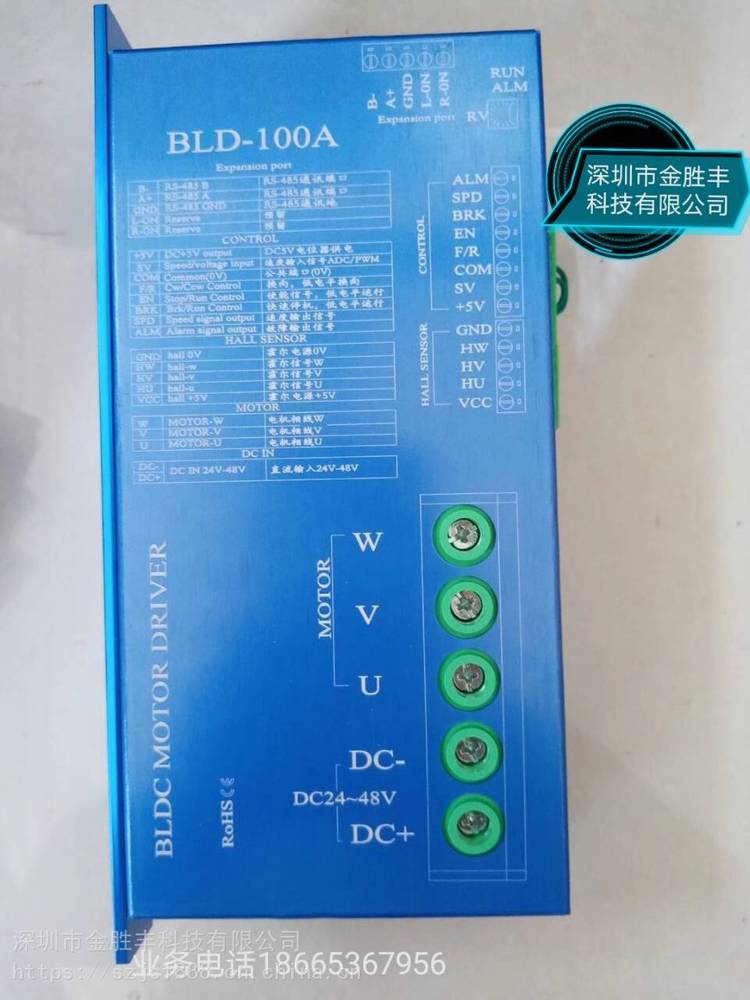 B-
A+
GND
L-0N
R-0N
Expansion port
RUN
ALM
RV
深圳市金胜丰
科技有限公司
BLD-100A
Expansion port
B- RS-485 B RS-485通讯端口
A+ RS-485 A RS-485通讯端口
GND RS-485 GND RS-485通讯地
L-ON Reserve 预留
R-ON Reserve 预留
CONTROL
+5V DC+5V output DC5V电位器供电
SV Speed/voltage input 速度输入信号ADC/PWM
COM Common(0V) 公共端口(0V)
F/R Cw/Ccw Control 换向，低电平换向
EN Stop/Run Control 使能信号，低电平运行
BRK Brk/Run Control 快速停机，低电平运行
SPD Speed signal output 速度输出信号
ALM Alarm signal output 故障输出信号
HALL SENSOR
GND hall 0V 霍尔电源0V
HW hall-w 霍尔信号W
HV hall-v 霍尔信号V
HU hall-u 霍尔信号U
VCC hall +5V 霍尔电源+5V
MOTOR
W MOTOR-W 电机相线W
V MOTOR-V 电机相线V
U MOTOR-U 电机相线U
DC IN
DC-
DC+ DC IN 24V-48V 直流输入24V-48V
CONTROL
ALM
SPD
BRK
EN
F/R
COM
SV
+5V
HALL SENSOR
GND
HW
HV
HU
VCC
MOTOR
W
V
U
DC-
DC24~48V
DC+
BLDC MOTOR DRIVER
RoHS CE
深圳市金胜丰科技有限公司
业务电话18665367956